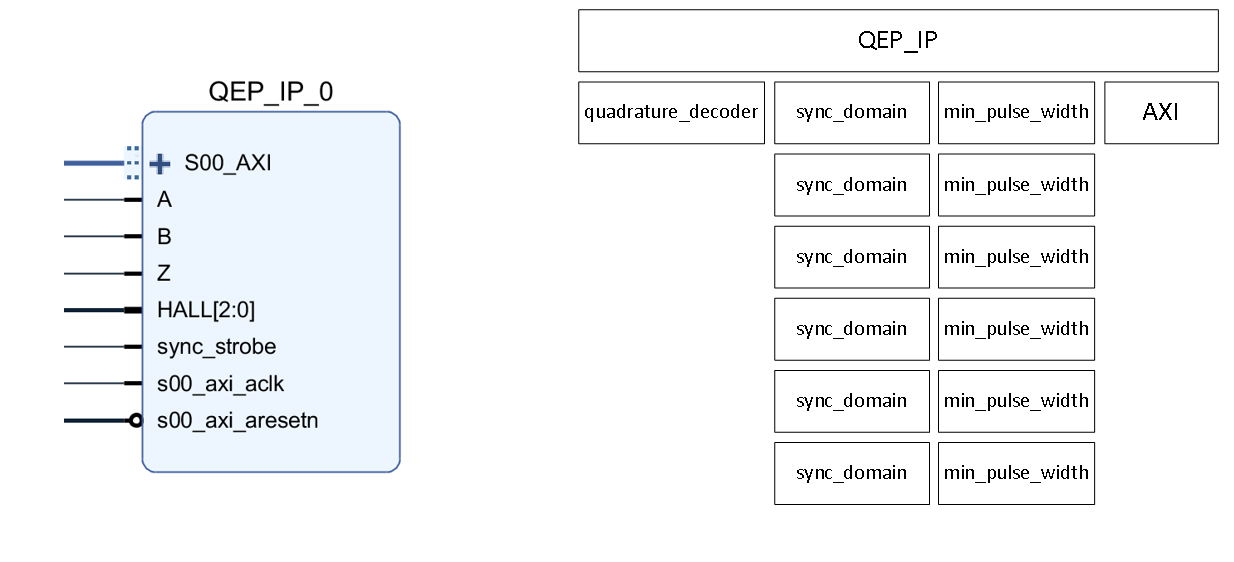 QEP_IP_0
S00_AXI
A
B
Z
HALL[2:0]
sync_strobe
s00_axi_aclk
s00_axi_aresetn
QEP_IP
quadrature_decoder sync_domain min_pulse_width AXI
sync_domain min_pulse_width
sync_domain min_pulse_width
sync_domain min_pulse_width
sync_domain min_pulse_width
sync_domain min_pulse_width